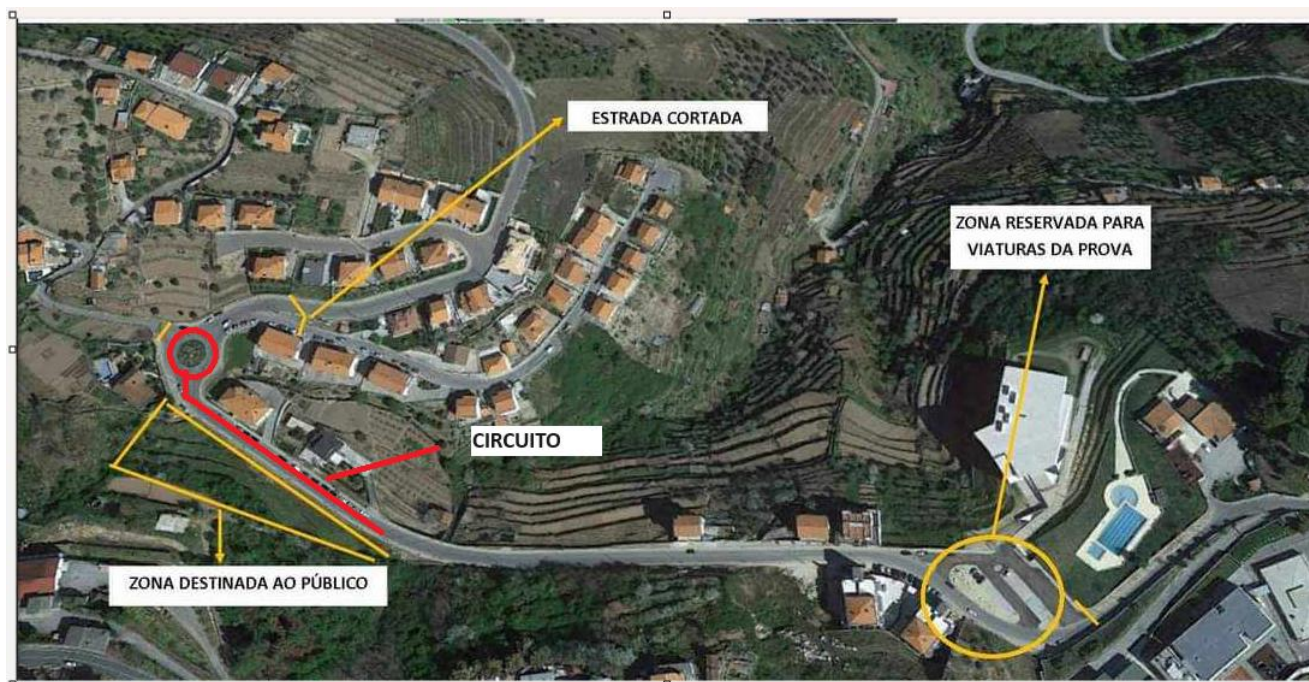 ESTRADA CORTADA
ZONA RESERVADA PARA
VIATURAS DA PROVA
CIRCUITO
ZONA DESTINADA AO PÚBLICO